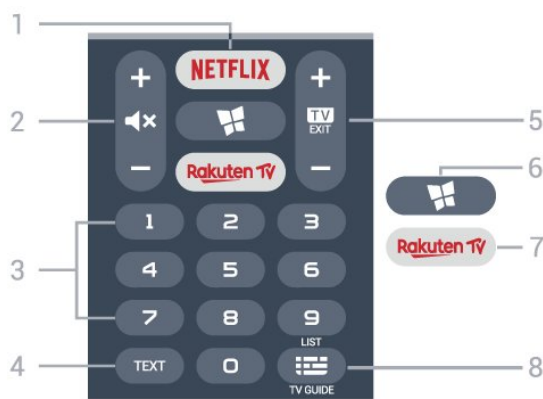 1
+ NETFLIX +
2
TV
EXIT
5
6
− Rakuten TV −
1 2 3
Rakuten TV 7
3
4 5 6
7 8 9
LIST
4 TEXT 0
8
TV GUIDE